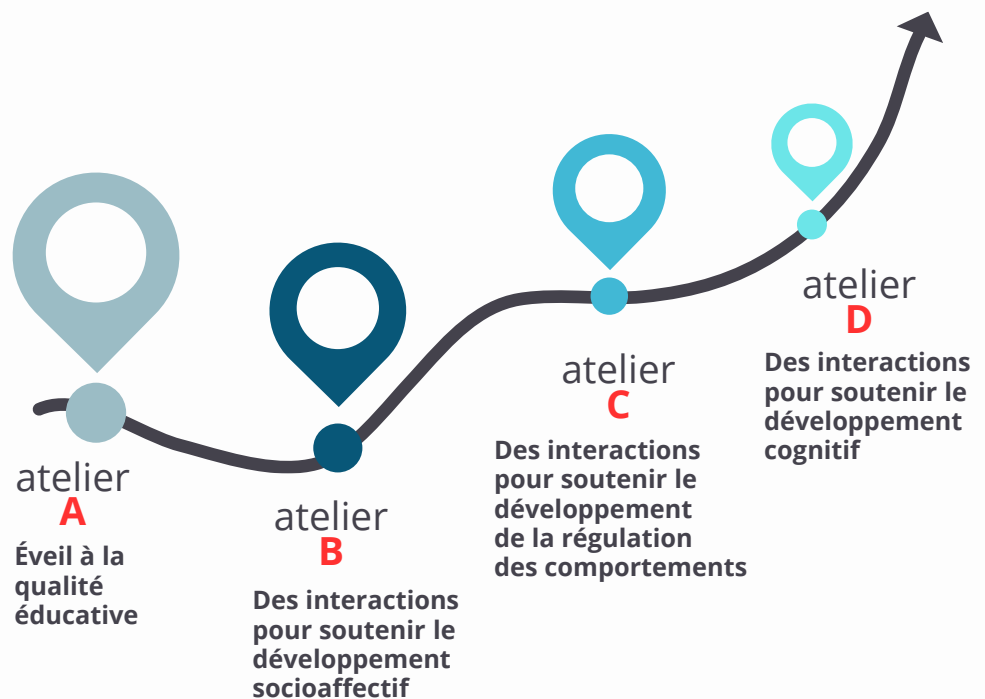 atelier
A
Éveil à la
qualité
éducative
atelier
B
Des interactions
pour soutenir le
développement
socioaffectif
atelier
C
Des interactions
pour soutenir le
développement
de la régulation
des comportements
atelier
D
Des interactions
pour soutenir le
développement
cognitif